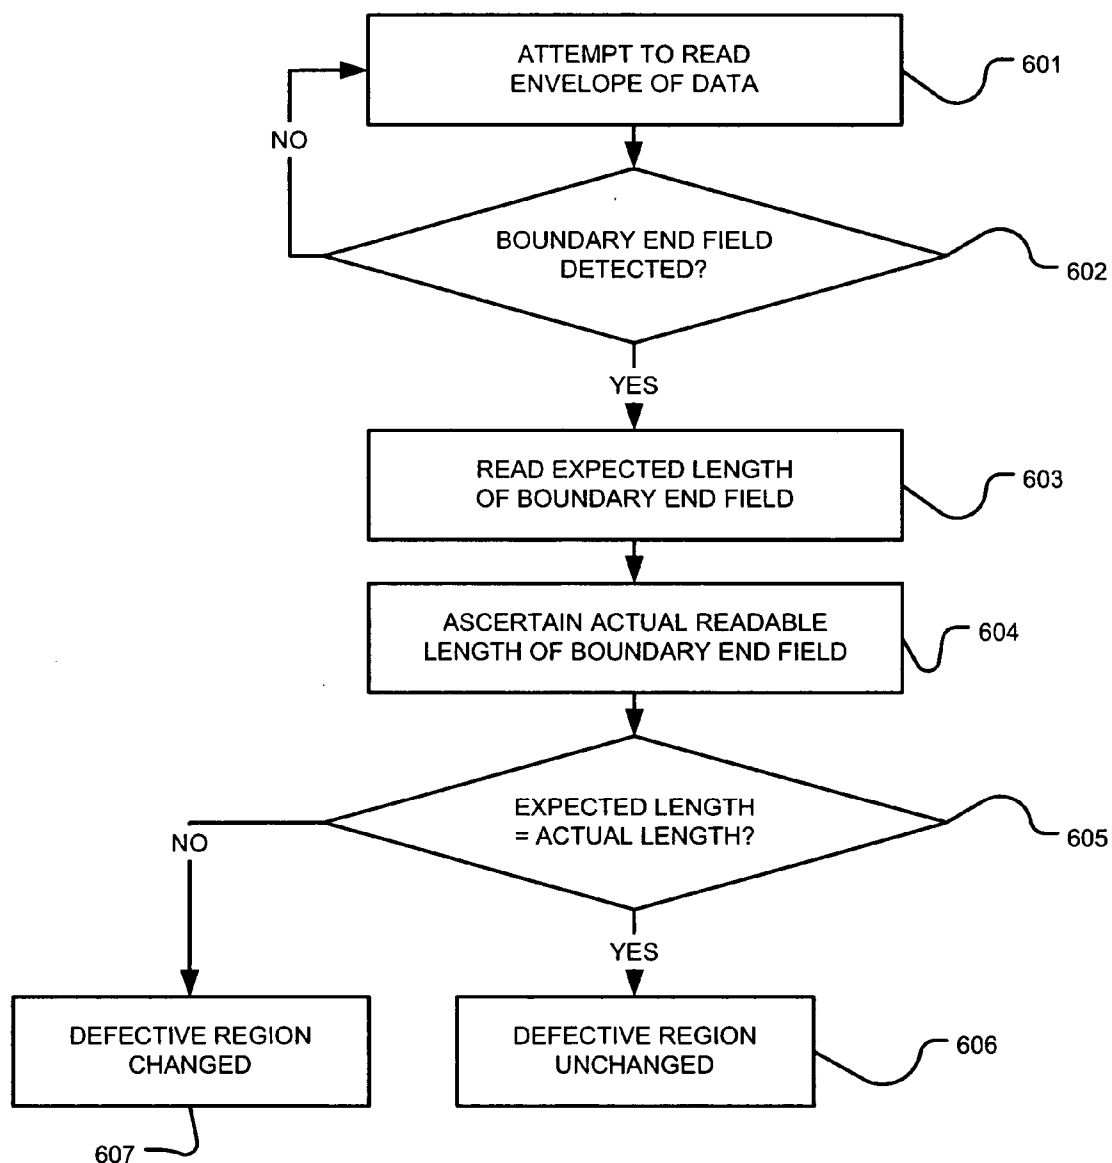 ATTEMPT TO READ
ENVELOPE OF DATA
601
NO
BOUNDARY END FIELD
DETECTED?
602
YES
READ EXPECTED LENGTH
OF BOUNDARY END FIELD
603
ASCERTAIN ACTUAL READABLE
LENGTH OF BOUNDARY END FIELD
604
EXPECTED LENGTH
= ACTUAL LENGTH?
605
NO
YES
DEFECTIVE REGION
CHANGED
DEFECTIVE REGION
UNCHANGED
606
607